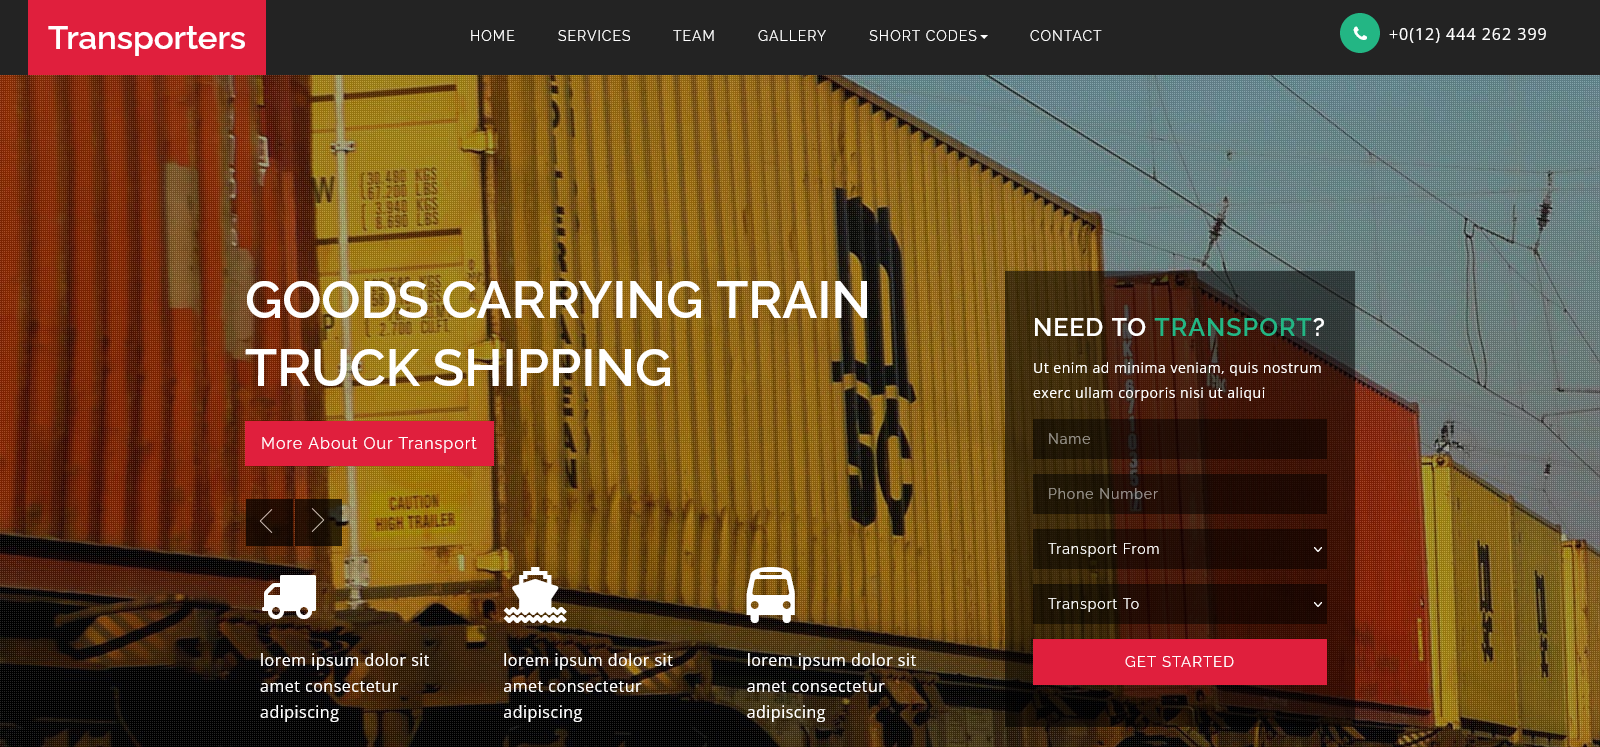 Transporters
HOME
SERVICES
TEAM
GALLERY
SHORT CODES
CONTACT
+0(12) 444 262 399
W
30 480 KGS
67 200 LBS
3 940 KGS
8 690 LBS
GOODS CARRYING TRAIN
TRUCK SHIPPING
2 700 CU.FT
More About Our Transport
CAUTION
HIGH TRAILER
SC
NEED TO TRANSPORT?
Ut enim ad minima veniam, quis nostrum
exerc ullam corporis nisi ut aliqui
Name
Phone Number
Transport From
Transport To
GET STARTED
lorem ipsum dolor sit
amet consectetur
adipiscing
lorem ipsum dolor sit
amet consectetur
adipiscing
lorem ipsum dolor sit
amet consectetur
adipiscing